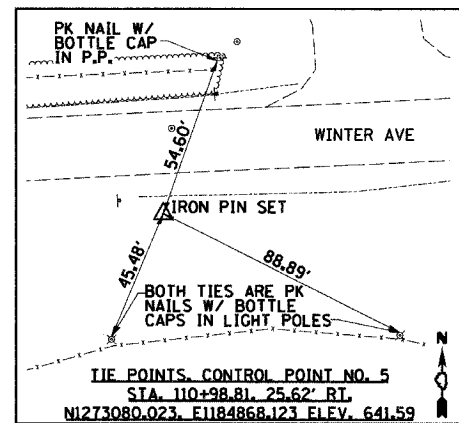 PK NAIL W/
BOTTLE CAP
IN P.P.
54.60'
WINTER AVE
IRON PIN SET
45.48'
88.89'
BOTH TIES ARE PK
NAILS W/ BOTTLE
CAPS IN LIGHT POLES
N
TIE POINTS, CONTROL POINT NO. 5
STA. 110+98.81, 25.62' RT.
N1273080.023, E1184868.123 ELEV. 641.59